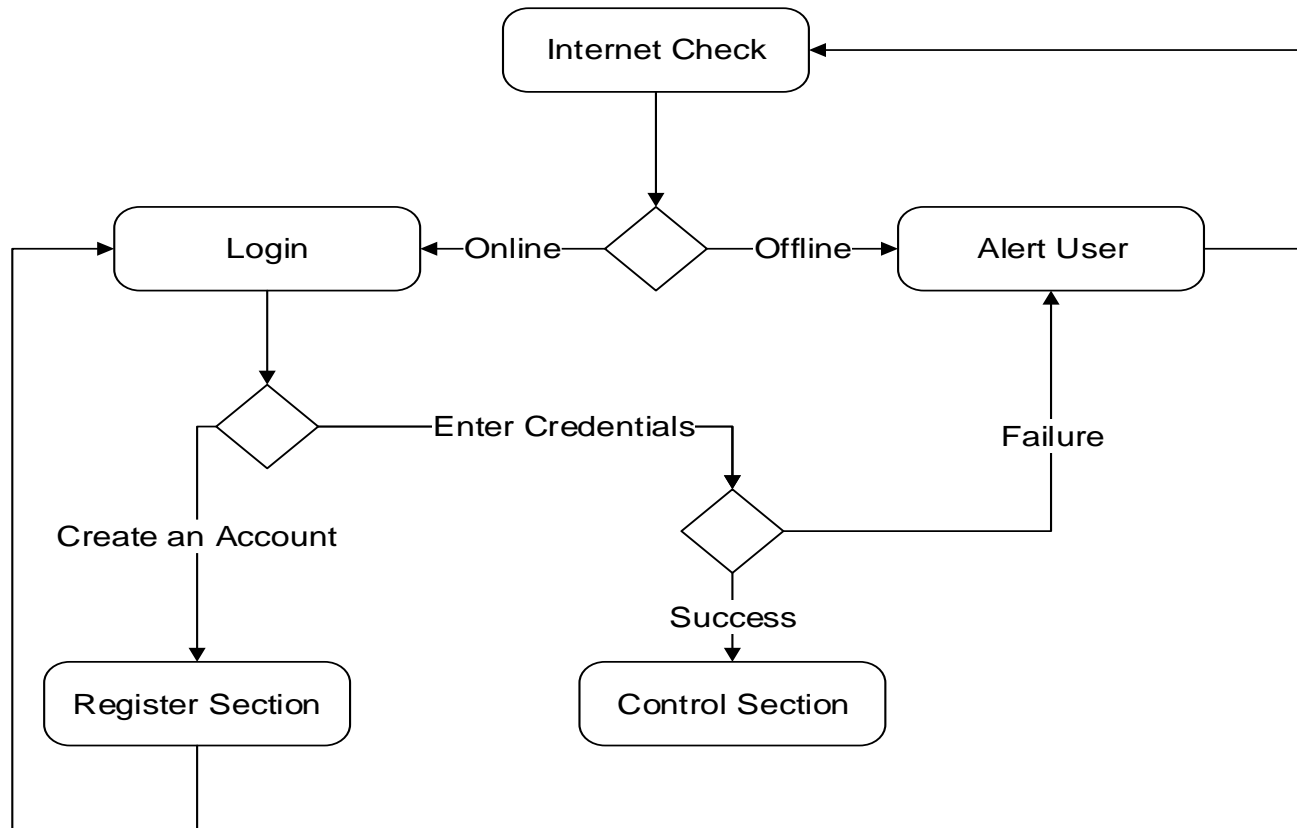 Internet Check
Login
Online
Offline
Alert User
Enter Credentials
Failure
Create an Account
Success
Register Section
Control Section